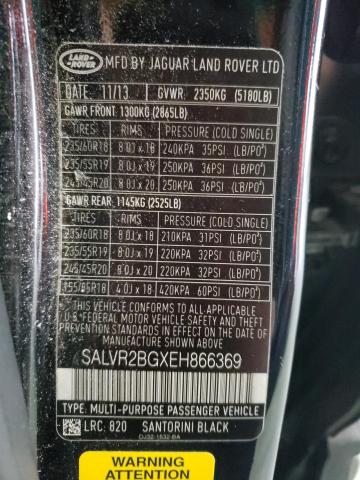 LAND-
ROVER
MFD BY JAGUAR LAND ROVER LTD
DATE: 11/13 GVWR: 2350KG (5180LB)
GAWR FRONT: 1300KG (2865LB)
TIRES RIMS PRESSURE (COLD SINGLE)
235/60R18 8.0J x 18 240KPA 35PSI (LB/PO²)
235/55R19 8.0J x 19 250KPA 36PSI (LB/PO²)
245/45R20 8.0J x 20 250KPA 36PSI (LB/PO²)
GAWR REAR: 1145KG (2525LB)
TIRES RIMS PRESSURE (COLD SINGLE)
235/60R18 8.0J x 18 210KPA 31PSI (LB/PO²)
235/55R19 8.0J x 19 220KPA 32PSI (LB/PO²)
245/45R20 8.0J x 20 220KPA 32PSI (LB/PO²)
155/85R18 4.0J x 18 420KPA 60PSI (LB/PO²)
THIS VEHICLE CONFORMS TO ALL APPLICABLE
U.S. FEDERAL MOTOR VEHICLE SAFETY STANDARDS
IN EFFECT ON THE DATE OF MANUFACTURE
SHOWN ABOVE
SALVR2BGXEH866369
TYPE: MULTI-PURPOSE PASSENGER VEHICLE
LRC: 820 SANTORINI BLACK
WARNING
ALWAYS ATTEMPT